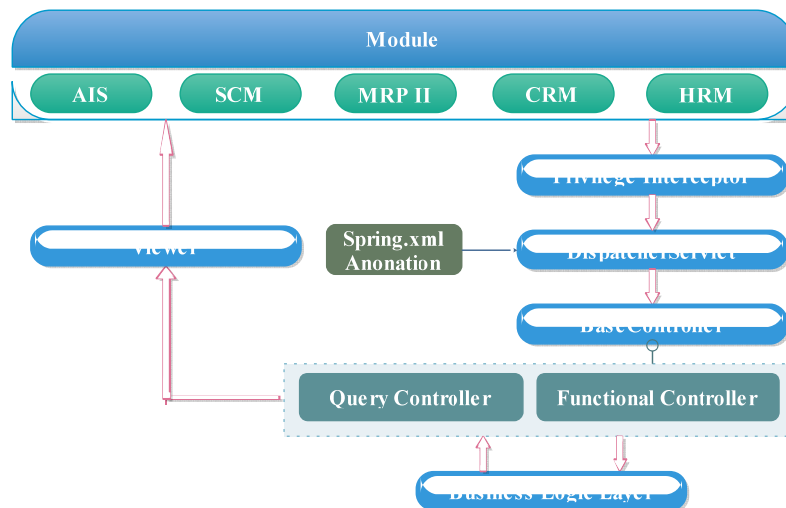 Module
AIS
SCM
MRP II
CRM
HRM
Privilege Interceptor
Viewer
Spring.xml
Anonation
DispatcherServlet
BaseController
Query Controller
Functional Controller
Business Logic Layer